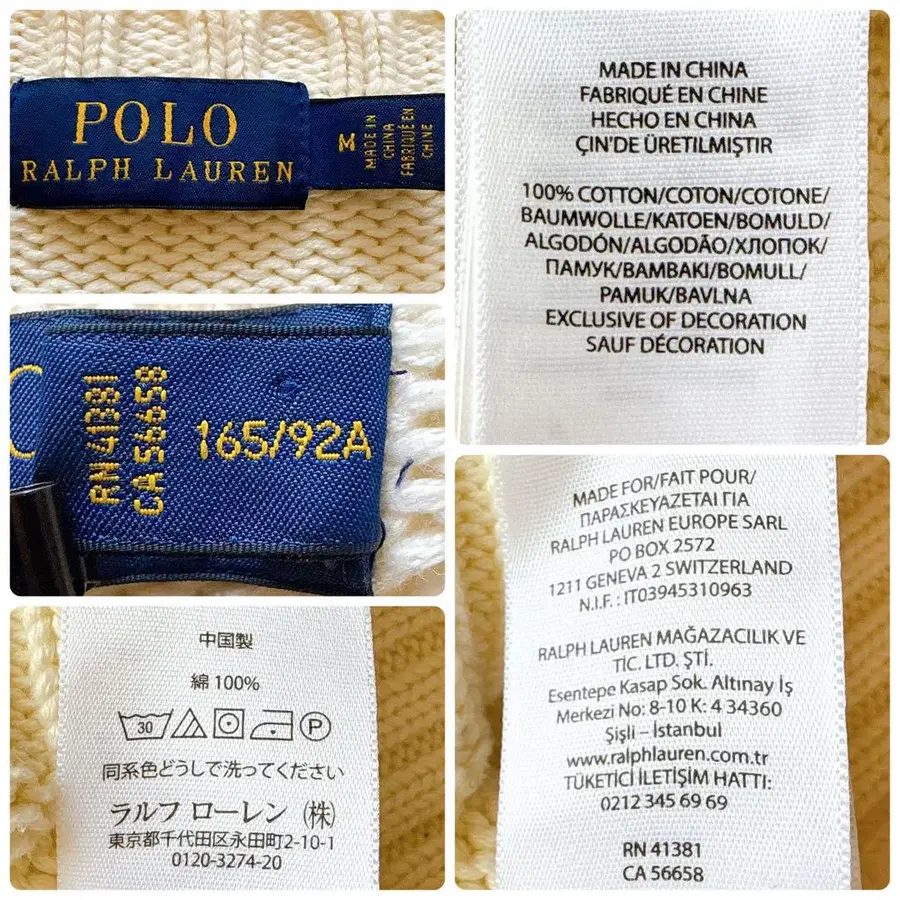 POLO
RALPH LAUREN
M
MADE IN
CHINA
FABRIQUÉ EN
CHINE
MADE IN CHINA
FABRIQUÉ EN CHINE
HECHO EN CHINA
ÇIN'DE ÜRETILMIŞTIR
100% COTTON/COTON/COTONE/
BAUMWOLLE/KATOEN/BOMULD/
ALGODÓN/ALGODÃO/ХЛОПОК/
ПАМУК/BAMBAKI/BOMULL/
PAMUK/BAVLNA
EXCLUSIVE OF DECORATION
SAUF DÉCORATION
RN 41381
CA 56658
165/92A
MADE FOR/FAIT POUR/
ΠΑΡΑΣΚΕΥΑΖΕΤΑΙ ΓΙΑ
RALPH LAUREN EUROPE SARL
PO BOX 2572
1211 GENEVA 2 SWITZERLAND
N.I.F. : IT03945310963
RALPH LAUREN MAĞAZACILIK VE
TİC. LTD. ŞTİ.
Esentepe Kasap Sok. Altınay İş
Merkezi No: 8-10 K: 4 34360
Şişli – İstanbul
www.ralphlauren.com.tr
TÜKETİCİ İLETİŞİM HATTI:
0212 345 69 69
RN 41381
CA 56658
中国製
綿 100%
30
P
同系色どうしで洗ってください
ラルフ ローレン (株)
東京都千代田区永田町2-10-1
0120-3274-20